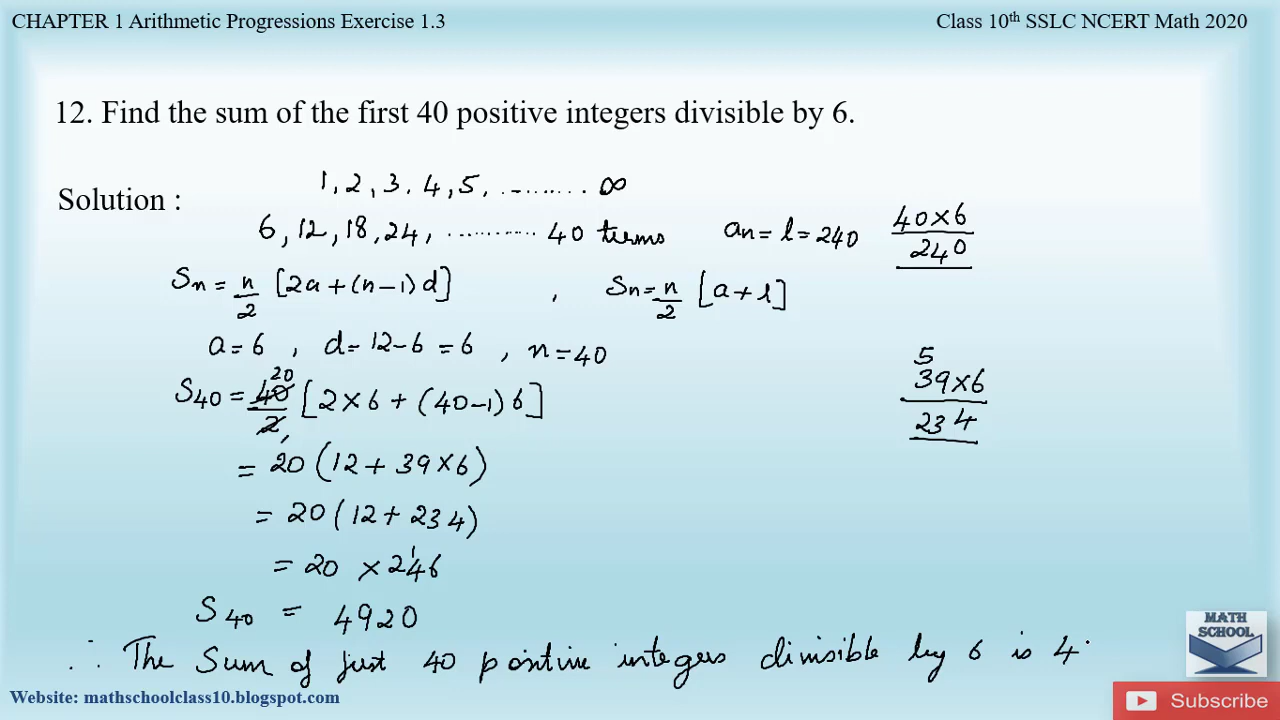 CHAPTER 1 Arithmetic Progressions Exercise 1.3
Class 10th SSLC NCERT Math 2020
12. Find the sum of the first 40 positive integers divisible by 6.
Solution :
1, 2, 3, 4, 5, ......... ∞
6, 12, 18, 24, .......... 40 terms
an = l = 240
40 × 6
240
Sn = n/2 [2a + (n-1) d] , Sn = n/2 [a + l]
a = 6 , d = 12-6 = 6 , n = 40
5
39×6
234
20
S40 = 40/2 [2 × 6 + (40-1) 6]
= 20 (12 + 39×6)
= 20 (12 + 234)
1
= 20 × 246
S40 = 4920
∴ The Sum of first 40 positive integers divisible by 6 is 4
MATH
SCHOOL
Website: mathschoolclass10.blogspot.com
Subscribe